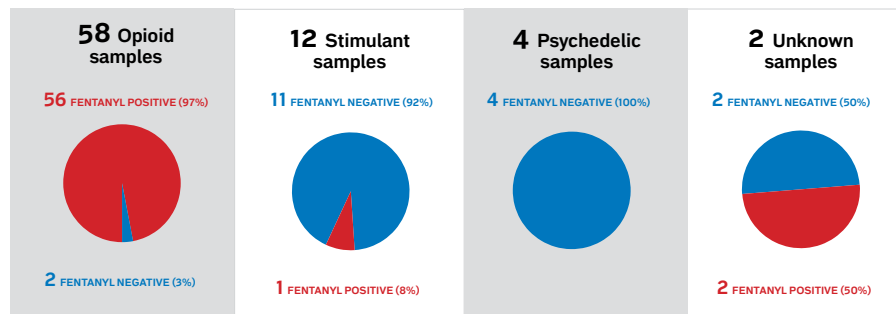 58 Opioid
samples
56 FENTANYL POSITIVE (97%)
2 FENTANYL NEGATIVE (3%)
12 Stimulant
samples
11 FENTANYL NEGATIVE (92%)
1 FENTANYL POSITIVE (8%)
4 Psychedelic
samples
4 FENTANYL NEGATIVE (100%)
2 Unknown
samples
2 FENTANYL NEGATIVE (50%)
2 FENTANYL POSITIVE (50%)